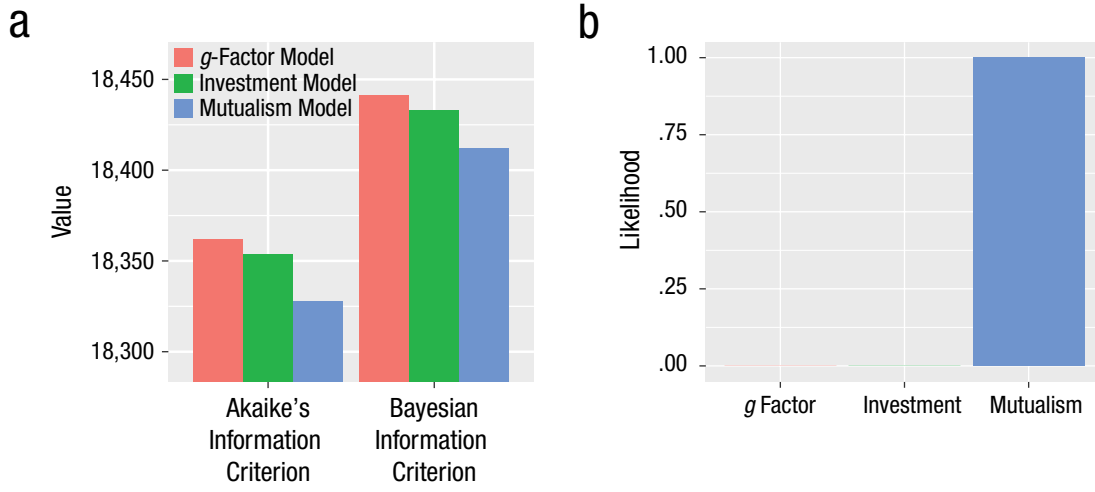 a
g-Factor Model
Investment Model
Mutualism Model
18,450
18,400
18,350
18,300
Value
Akaike's
Information
Criterion
Bayesian
Information
Criterion
b
1.00
.75
.50
.25
.00
Likelihood
g Factor
Investment
Mutualism